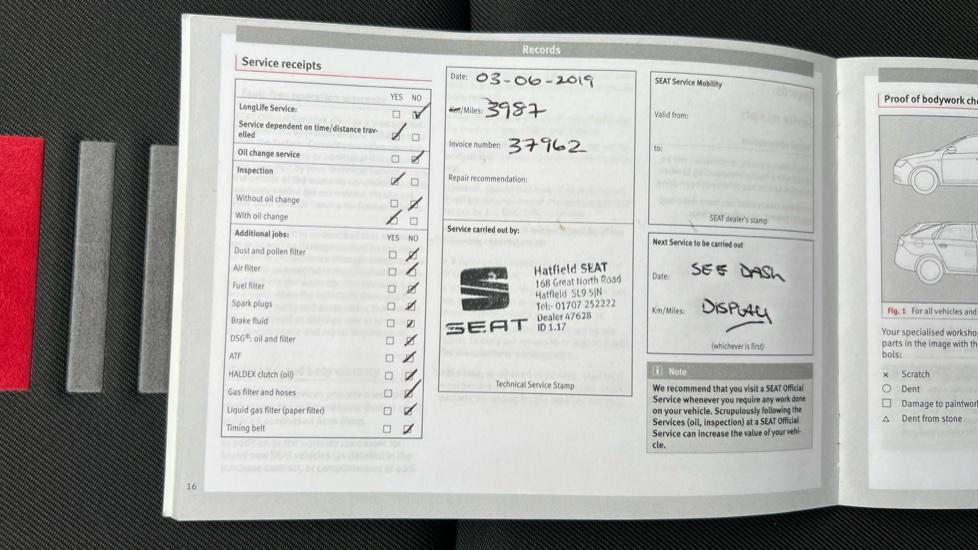 Records
Service receipts
YES NO
LongLife Service:
Service dependent on time/distance trav-
elled
Oil change service
Inspection
Without oil change
With oil change
Additional jobs: YES NO
Dust and pollen filter
Air filter
Fuel filter
Spark plugs
Brake fluid
DSG®: oil and filter
ATF
HALDEX clutch (oil)
Gas filter and hoses
Liquid gas filter (paper filter)
Timing belt
16
Date: 03-06-2019
Km/Miles: 3987
Invoice number: 37962
Repair recommendation:
Service carried out by:
SEAT
Hatfield SEAT
168 Great North Road
Hatfield SL9 5JN
Tel:- 01707 252222
Dealer 47628
ID 1.17
Technical Service Stamp
SEAT Service Mobility
Valid from:
to:
SEAT dealer's stamp
Next Service to be carried out
Date: SEE DASH
Km/Miles: DISPLAY
(whichever is first)
Note
We recommend that you visit a SEAT Official
Service whenever you require any work done
on your vehicle. Scrupulously following the
Services (oil, inspection) at a SEAT Official
Service can increase the value of your vehi-
cle.
Proof of bodywork ch
Fig. 1 For all vehicles and
Your specialised worksho
parts in the image with th
bols:
× Scratch
○ Dent
□ Damage to paintwor
△ Dent from stone